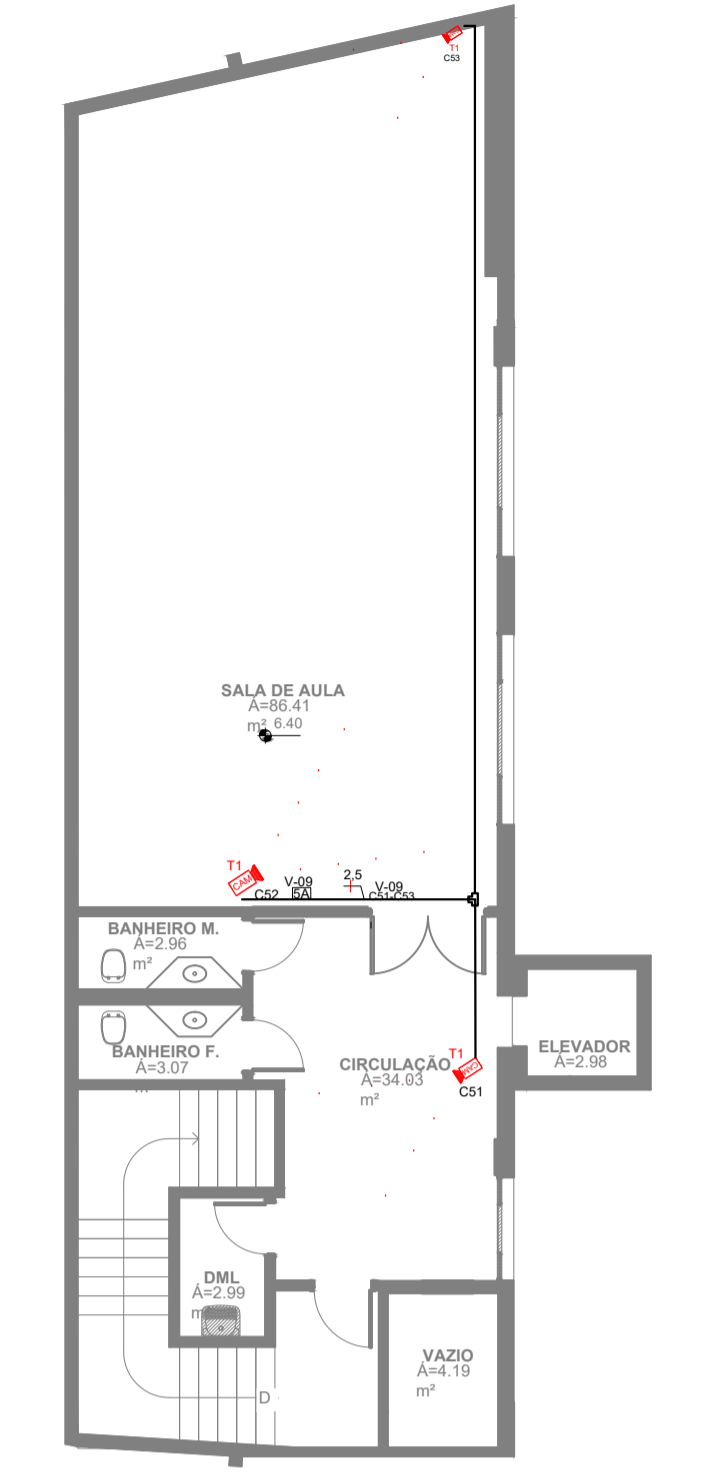 T1
C53
SALA DE AULA
Á=86.41
m² 6.40
T1
CAM
C52
V-09
5A
2,5
V-09
C51-C53
BANHEIRO M.
Á=2.96
m²
BANHEIRO F.
Á=3.07
CIRCULAÇÃO
Á=34.03
m²
T1
CAM
C51
ELEVADOR
Á=2.98
DML
Á=2.99
D
VAZIO
Á=4.19
m²